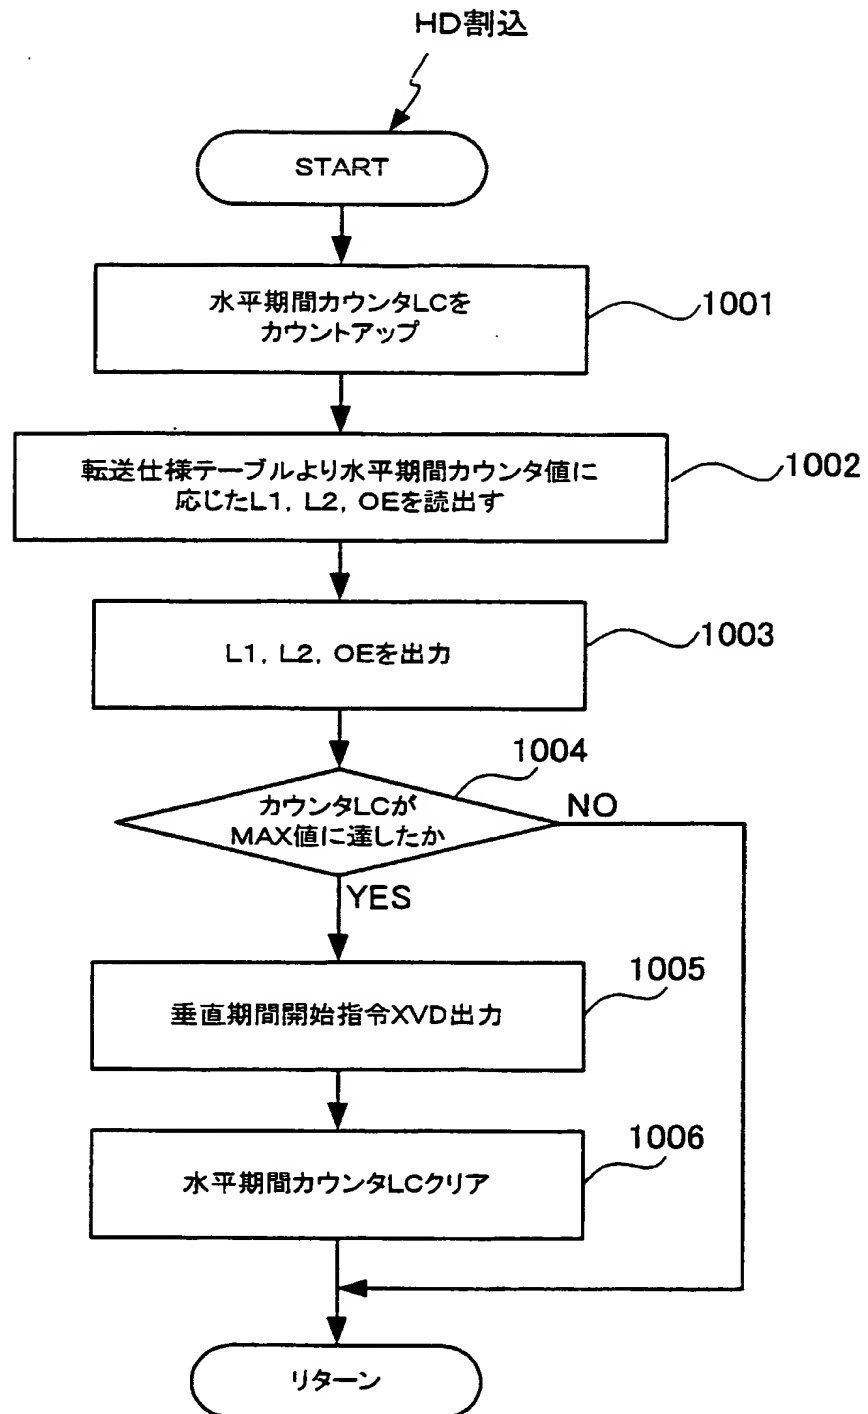 HD割込
START
水平期間カウンタLCを
カウントアップ
1001
転送仕様テーブルより水平期間カウンタ値に
応じたL1, L2, OEを読出す
1002
L1, L2, OEを出力
1003
1004
カウンタLCが
MAX値に達したか
NO
YES
垂直期間開始指令XVD出力
1005
水平期間カウンタLCクリア
1006
リターン